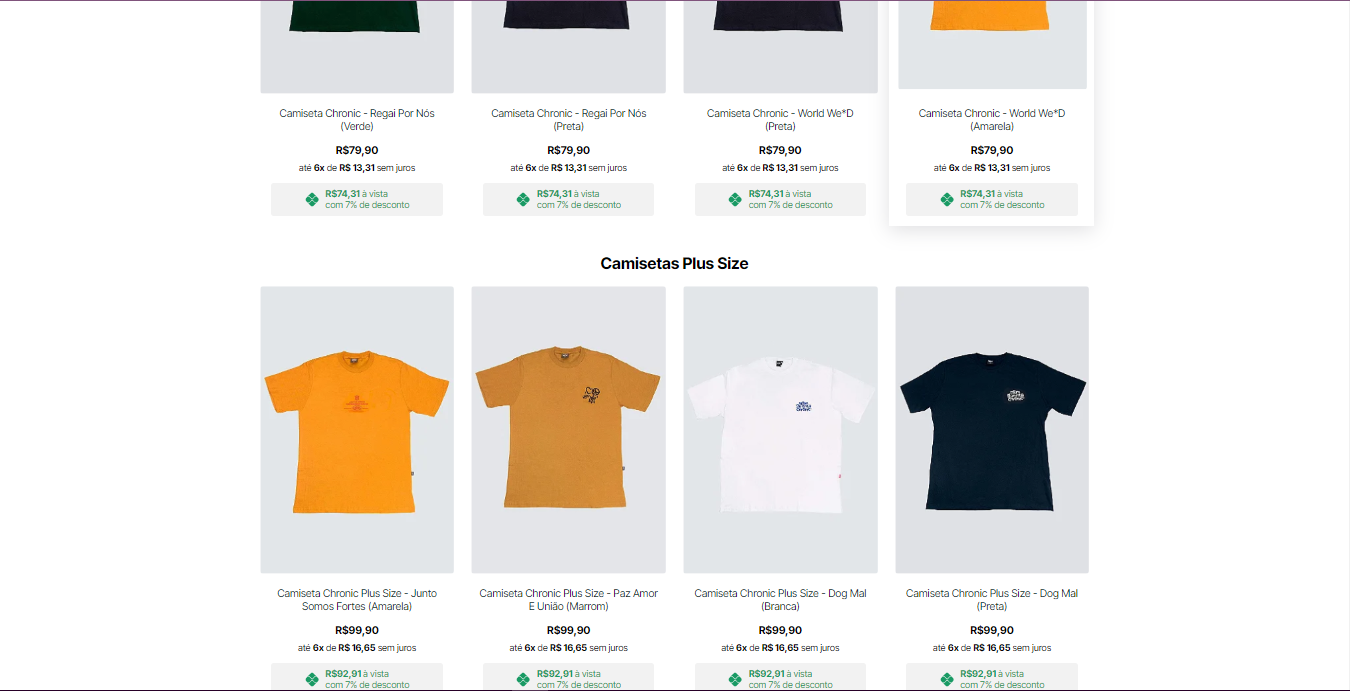 Camiseta Chronic - Regai Por Nós
(Verde)
R$79,90
até 6x de R$ 13,31 sem juros
R$74,31 à vista
com 7% de desconto
Camiseta Chronic - Regai Por Nós
(Preta)
R$79,90
até 6x de R$ 13,31 sem juros
R$74,31 à vista
com 7% de desconto
Camiseta Chronic - World We*D
(Preta)
R$79,90
até 6x de R$ 13,31 sem juros
R$74,31 à vista
com 7% de desconto
Camiseta Chronic - World We*D
(Amarela)
R$79,90
até 6x de R$ 13,31 sem juros
R$74,31 à vista
com 7% de desconto
Camisetas Plus Size
Camiseta Chronic Plus Size - Junto
Somos Fortes (Amarela)
R$99,90
até 6x de R$ 16,65 sem juros
R$92,91 à vista
com 7% de desconto
Camiseta Chronic Plus Size - Paz Amor
E União (Marrom)
R$99,90
até 6x de R$ 16,65 sem juros
R$92,91 à vista
com 7% de desconto
Camiseta Chronic Plus Size - Dog Mal
(Branca)
R$99,90
até 6x de R$ 16,65 sem juros
R$92,91 à vista
com 7% de desconto
Camiseta Chronic Plus Size - Dog Mal
(Preta)
R$99,90
até 6x de R$ 16,65 sem juros
R$92,91 à vista
com 7% de desconto